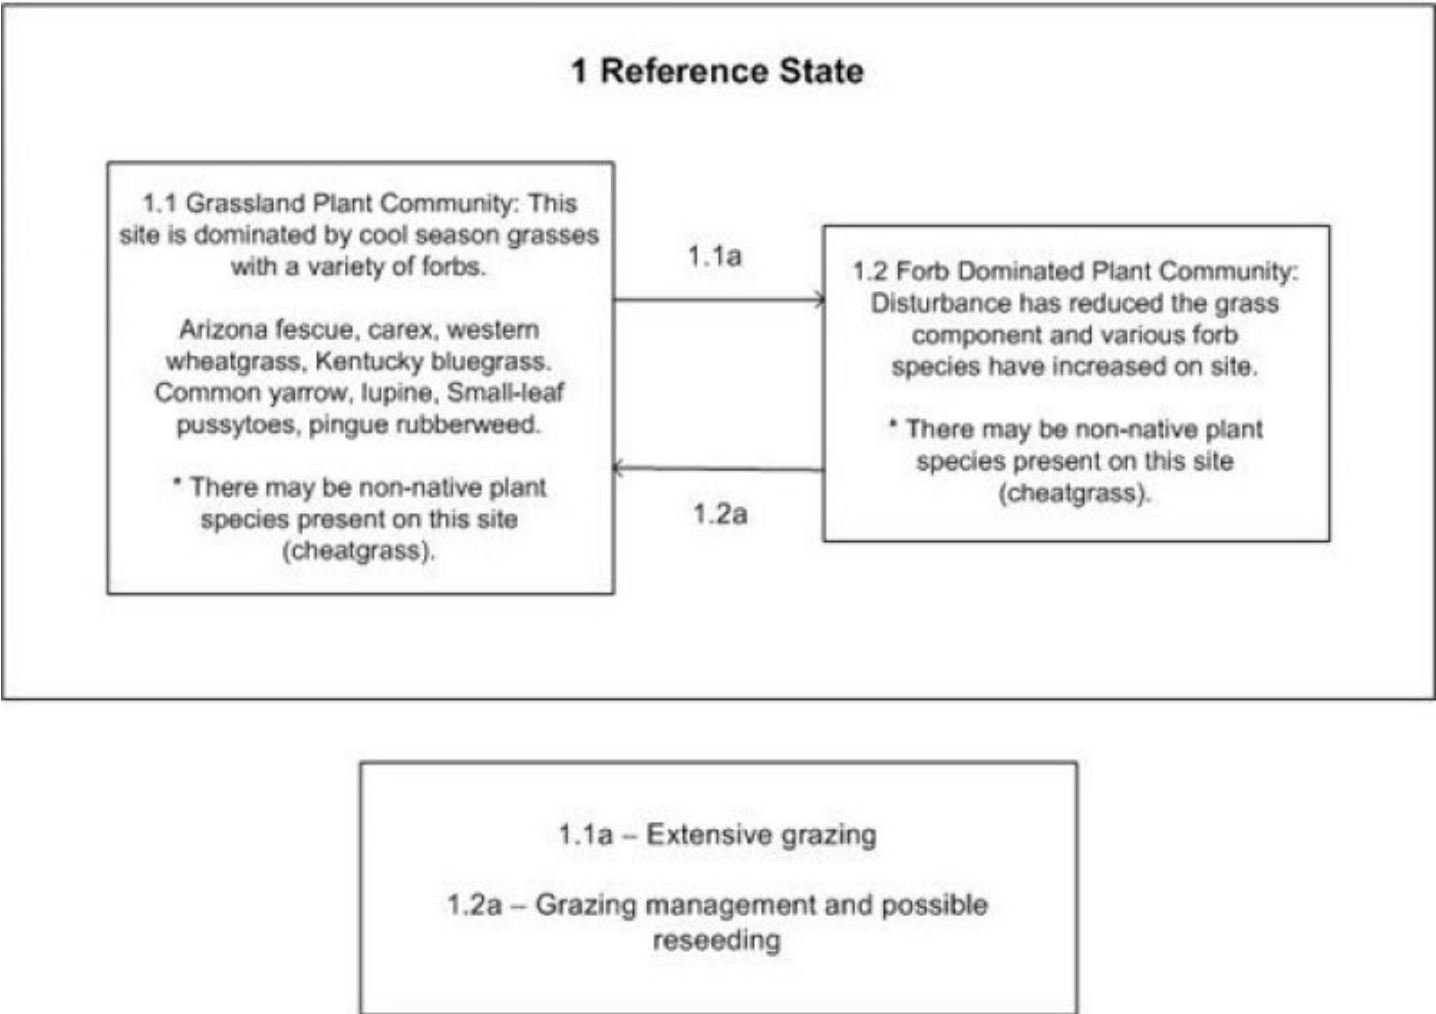 1 Reference State
1.1 Grassland Plant Community: This
site is dominated by cool season grasses
with a variety of forbs.
Arizona fescue, carex, western
wheatgrass, Kentucky bluegrass.
Common yarrow, lupine, Small-leaf
pussytoes, pingue rubberweed.
* There may be non-native plant
species present on this site
(cheatgrass).
1.1a
1.2a
1.2 Forb Dominated Plant Community:
Disturbance has reduced the grass
component and various forb
species have increased on site.
* There may be non-native plant
species present on this site
(cheatgrass).
1.1a – Extensive grazing
1.2a – Grazing management and possible
reseeding